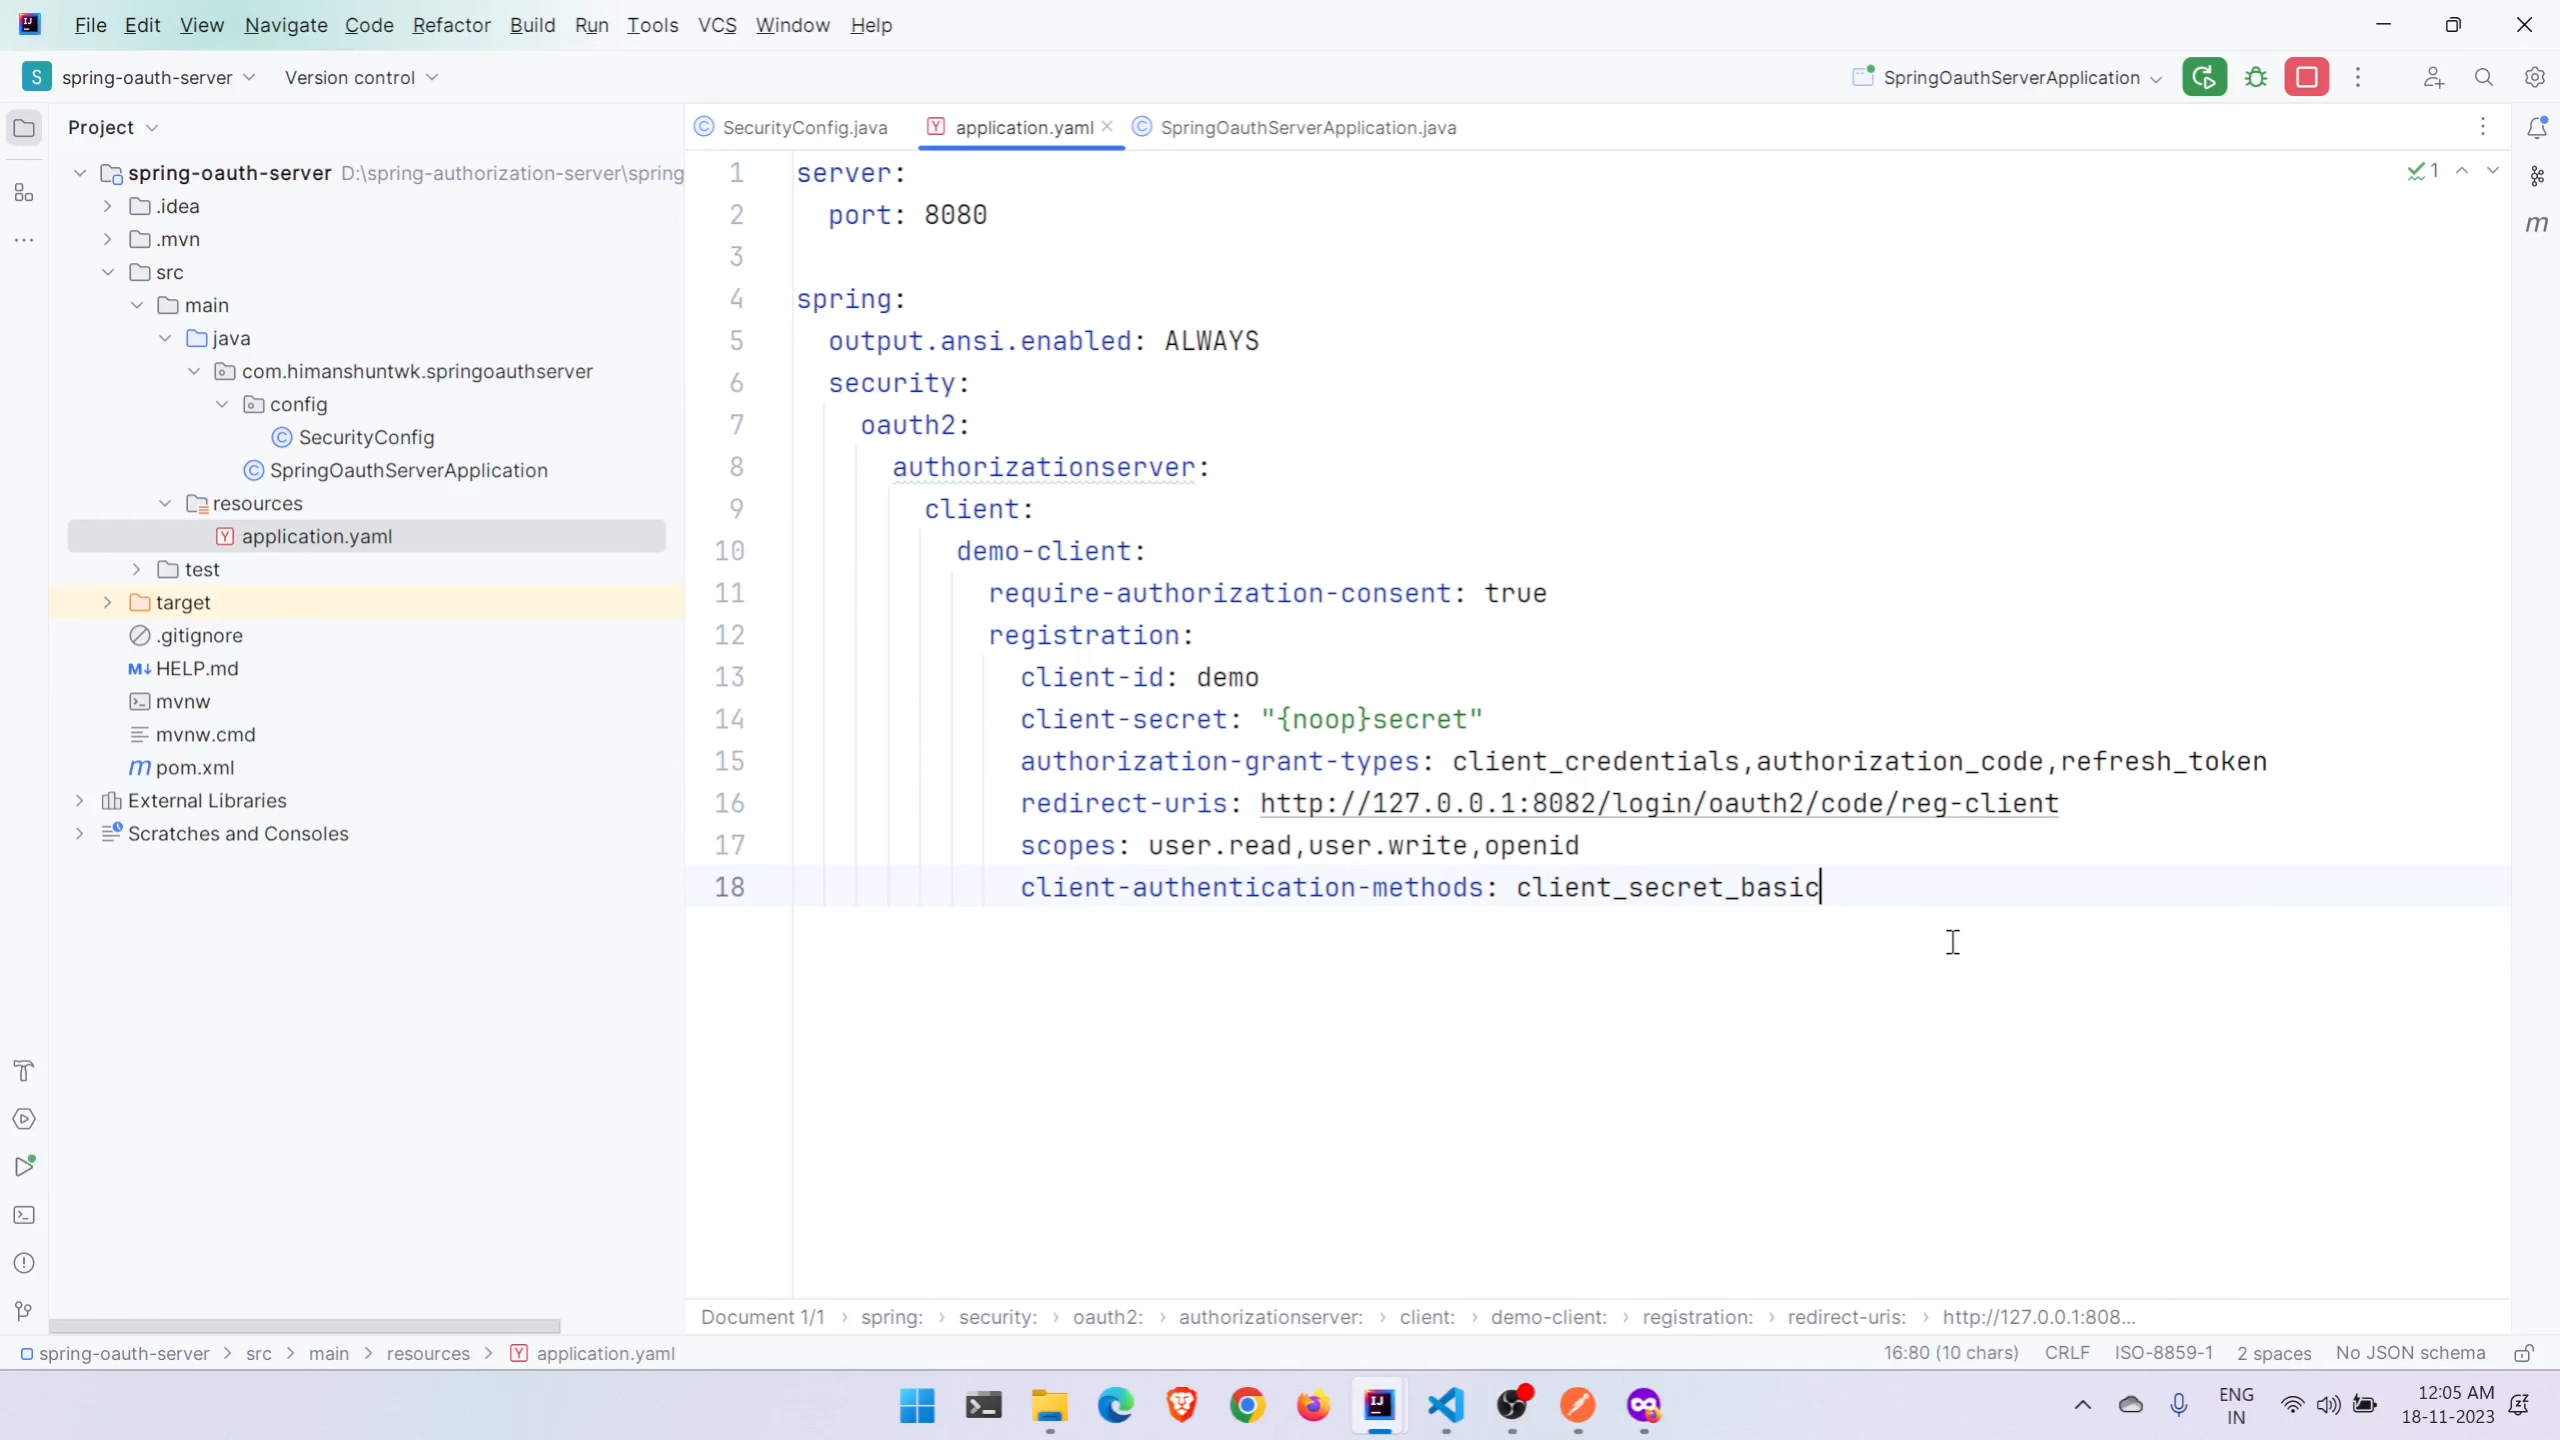 File Edit View Navigate Code Refactor Build Run Tools VCS Window Help
S spring-oauth-server Version control SpringOauthServerApplication
Project
SecurityConfig.java application.yaml SpringOauthServerApplication.java
spring-oauth-server D:\spring-authorization-server\spring
.idea
.mvn
src
main
java
com.himanshuntwk.springoauthserver
config
SecurityConfig
SpringOauthServerApplication
resources
application.yaml
test
target
.gitignore
HELP.md
mvnw
mvnw.cmd
pom.xml
External Libraries
Scratches and Consoles
1 server:
2 port: 8080
3
4 spring:
5 output.ansi.enabled: ALWAYS
6 security:
7 oauth2:
8 authorizationserver:
9 client:
10 demo-client:
11 require-authorization-consent: true
12 registration:
13 client-id: demo
14 client-secret: "{noop}secret"
15 authorization-grant-types: client_credentials,authorization_code,refresh_token
16 redirect-uris: http://127.0.0.1:8082/login/oauth2/code/reg-client
17 scopes: user.read,user.write,openid
18 client-authentication-methods: client_secret_basic
1
Document 1/1 › spring: › security: › oauth2: › authorizationserver: › client: › demo-client: › registration: › redirect-uris: › http://127.0.0.1:808...
spring-oauth-server > src > main > resources > application.yaml 16:80 (10 chars) CRLF ISO-8859-1 2 spaces No JSON schema
ENG
IN
12:05 AM
18-11-2023